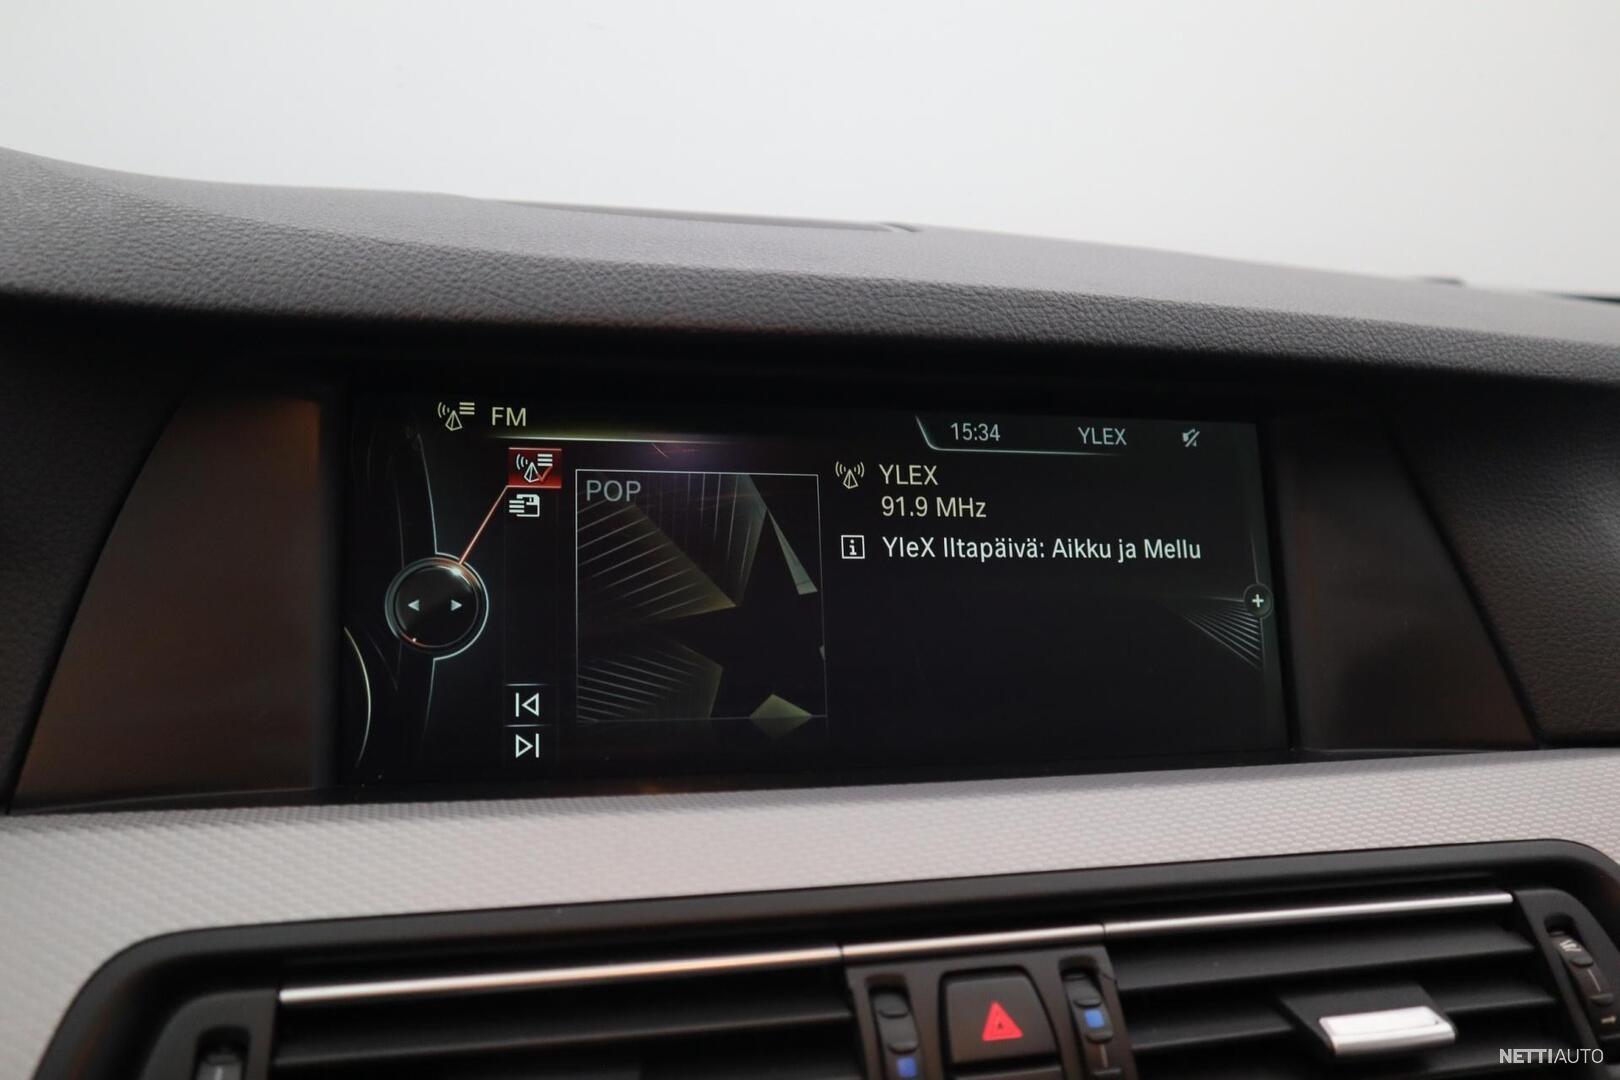 FM
15:34 YLEX
POP
YLEX
91.9 MHz
YleX Iltapäivä: Aikku ja Mellu
NETTIAUTO